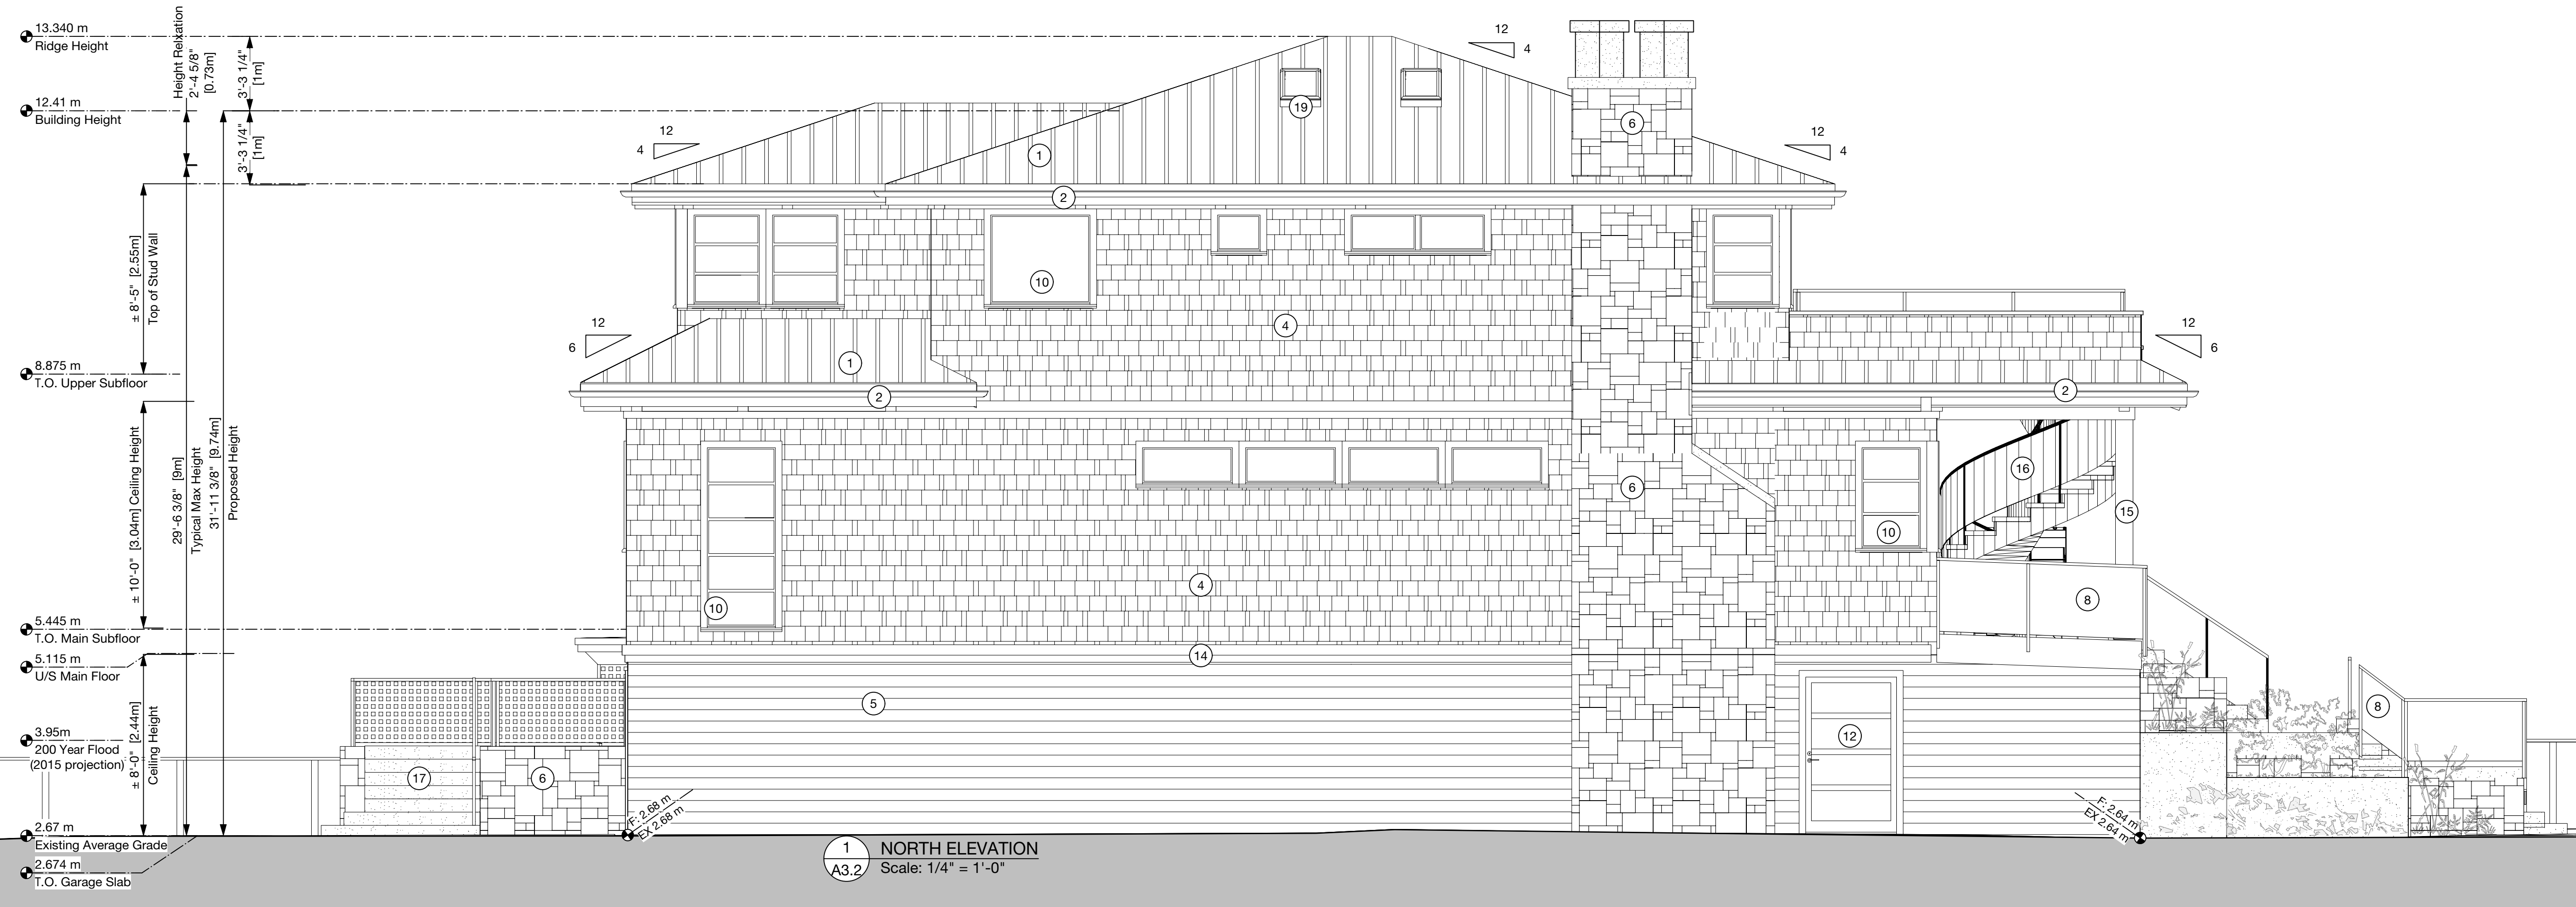 13.340 m
Ridge Height
12.41 m
Building Height
Height Relxation
2'-4 5/8"
[0.73m]
3'-3 1/4"
[1m]
3'-3 1/4"
[1m]
± 8'-5" [2.55m]
Top of Stud Wall
8.875 m
T.O. Upper Subfloor
± 10'-0" [3.04m] Ceiling Height
29'-6 3/8" [9m]
Typical Max Height
31'-11 3/8" [9.74m]
Proposed Height
5.445 m
T.O. Main Subfloor
5.115 m
U/S Main Floor
± 8'-0" [2.44m]
Ceiling Height
3.95m
200 Year Flood
(2015 projection)
2.67 m
Existing Average Grade
2.674 m
T.O. Garage Slab
12
4
12
4
12
4
12
6
12
6
19
6
1
2
10
4
1
2
2
6
16
15
10
10
4
8
14
5
12
8
17
6
F: 2.68 m
EX 2.68 m
F: 2.64 m
EX 2.64 m
1
A3.2
NORTH ELEVATION
Scale: 1/4" = 1'-0"